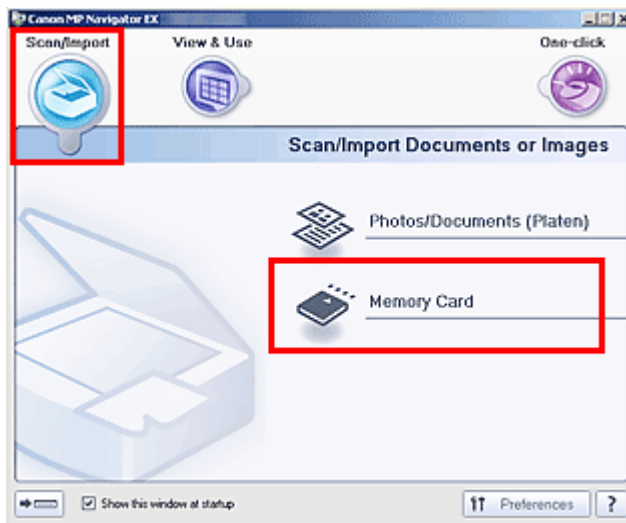 Canon MP Navigator EX
Scan/Import View & Use One-click
Scan/Import Documents or Images
Photos/Documents (Platen)
Memory Card
Show this window at startup Preferences ?